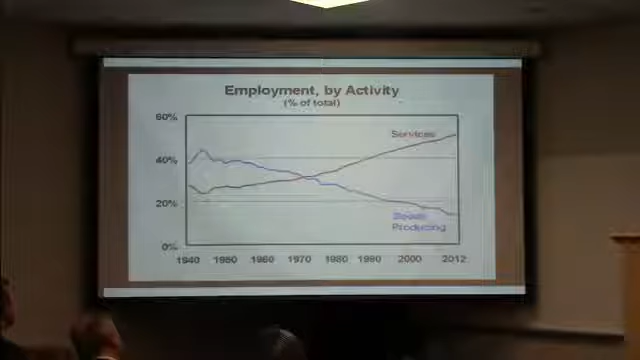 Employment, by Activity
(% of total)
60%
Services
40%
20%
Goods
Producing
0%
1940 1950 1960 1970 1980 1990 2000 2012